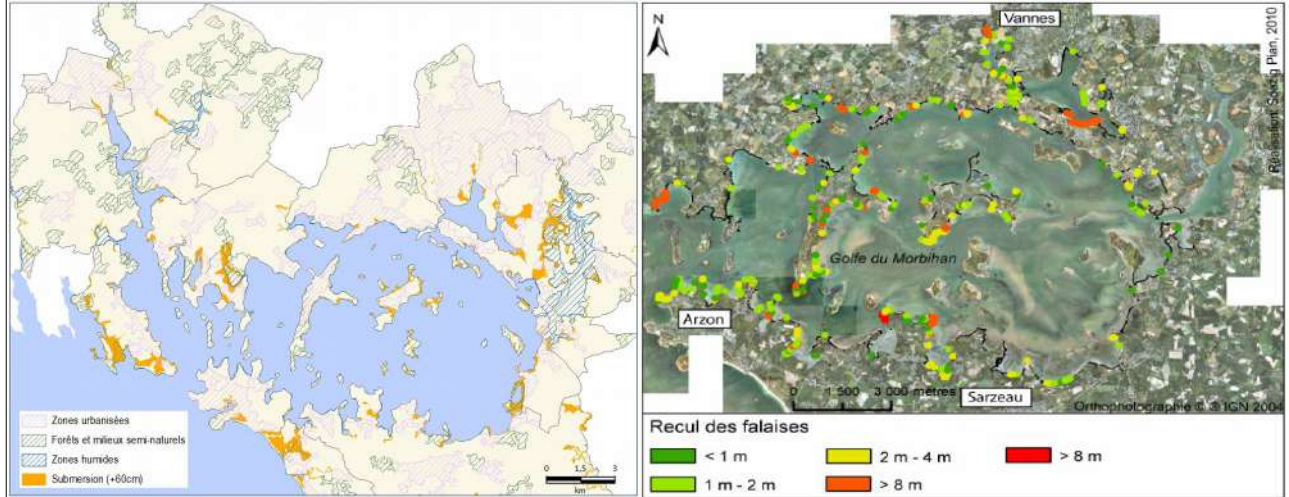 Zones urbanisées
Forêts et milieux semi-naturels
Zones humides
Submersion (+60cm)
0 1,5 3
km
N
Vannes
Golfe du Morbihan
Arzon
Sarzeau
0 1 500 3 000 mètres
Orthophotographie © ® IGN 2004
Plan, 2010
Recul des falaises
< 1 m
2 m - 4 m
> 8 m
1 m - 2 m
> 8 m